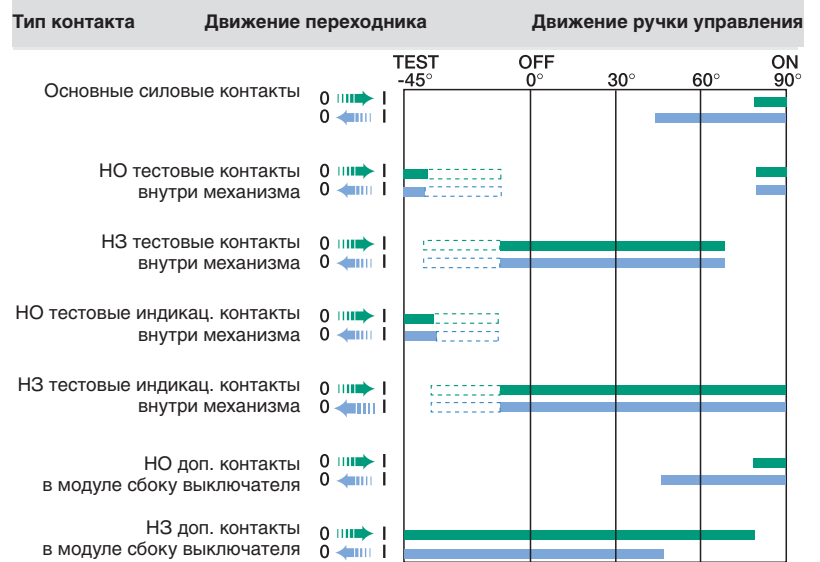 Тип контакта Движение переходника Движение ручки управления
TEST OFF ON
-45° 0° 30° 60° 90°
Основные силовые контакты 0 I
0 I
НО тестовые контакты 0 I
внутри механизма 0 I
НЗ тестовые контакты 0 I
внутри механизма 0 I
НО тестовые индикац. контакты 0 I
внутри механизма 0 I
НЗ тестовые индикац. контакты 0 I
внутри механизма 0 I
НО доп. контакты 0 I
в модуле сбоку выключателя 0 I
НЗ доп. контакты 0 I
в модуле сбоку выключателя 0 I